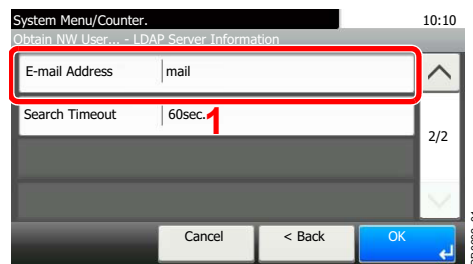 System Menu/Counter. 10:10
Obtain NW User... - LDAP Server Information
E-mail Address mail
Search Timeout 60sec.
1
2/2
Cancel < Back OK